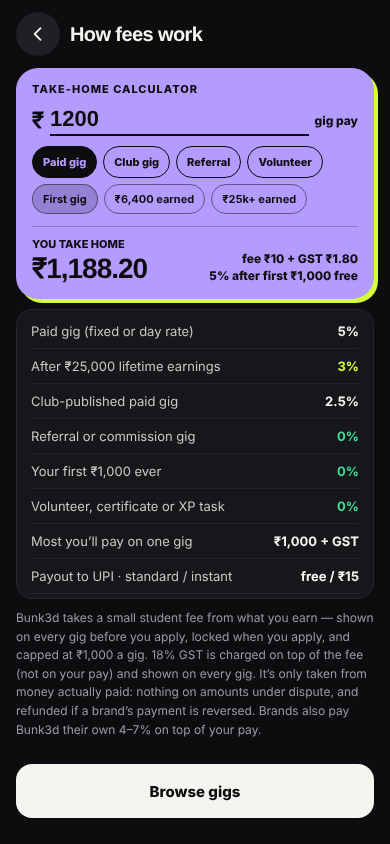 How fees work
TAKE-HOME CALCULATOR
₹ 1200 gig pay
Paid gig Club gig Referral Volunteer
First gig ₹6,400 earned ₹25k+ earned
YOU TAKE HOME
₹1,188.20
fee ₹10 + GST ₹1.80
5% after first ₹1,000 free
Paid gig (fixed or day rate) 5%
After ₹25,000 lifetime earnings 3%
Club-published paid gig 2.5%
Referral or commission gig 0%
Your first ₹1,000 ever 0%
Volunteer, certificate or XP task 0%
Most you’ll pay on one gig ₹1,000 + GST
Payout to UPI · standard / instant free / ₹15
Bunk3d takes a small student fee from what you earn — shown
on every gig before you apply, locked when you apply, and
capped at ₹1,000 a gig. 18% GST is charged on top of the fee
(not on your pay) and shown on every gig. It’s only taken from
money actually paid: nothing on amounts under dispute, and
refunded if a brand’s payment is reversed. Brands also pay
Bunk3d their own 4–7% on top of your pay.
Browse gigs